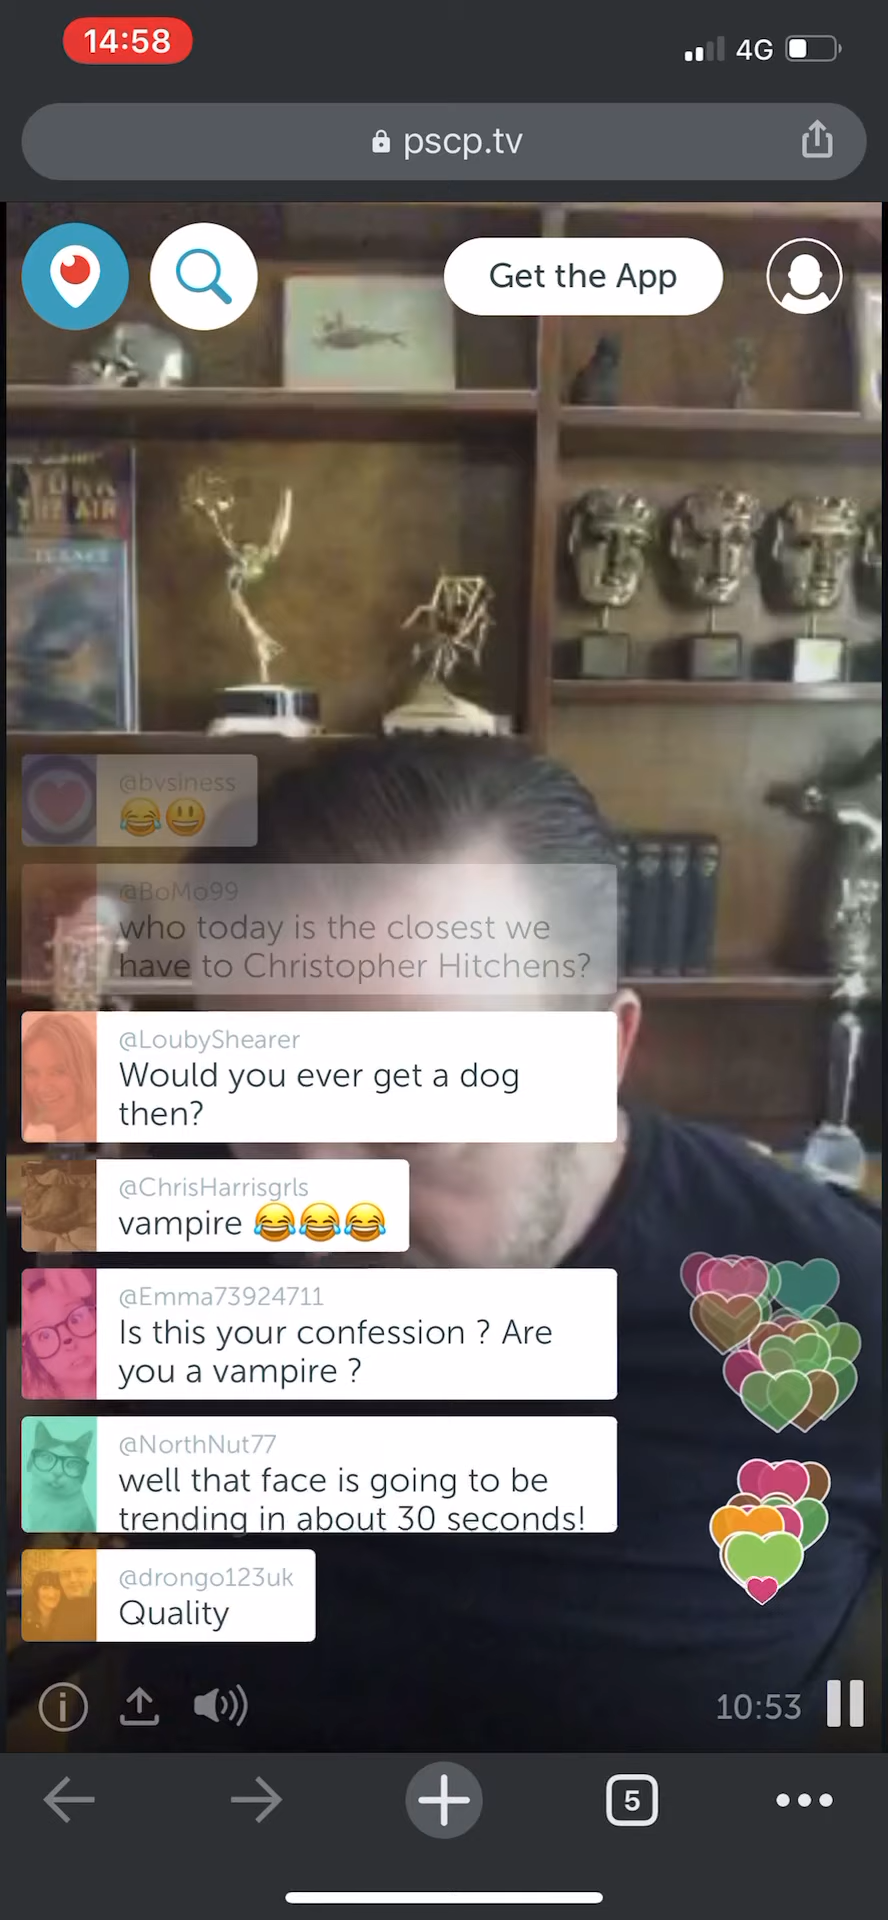 14:58
4G
pscp.tv
Get the App
THE AIR
@bvsiness
😂😃
@BoMo99
who today is the closest we
have to Christopher Hitchens?
@LoubyShearer
Would you ever get a dog
then?
@ChrisHarrisgrls
vampire 😂😂😂
@Emma73924711
Is this your confession ? Are
you a vampire ?
@NorthNut77
well that face is going to be
trending in about 30 seconds!
@drongo123uk
Quality
10:53
5